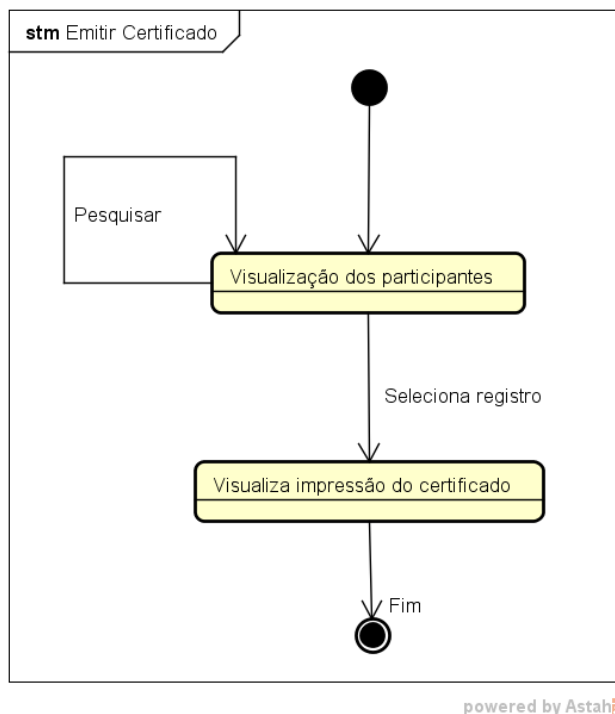 stm Emitir Certificado
Pesquisar
Visualização dos participantes
Seleciona registro
Visualiza impressão do certificado
Fim
powered by Astah